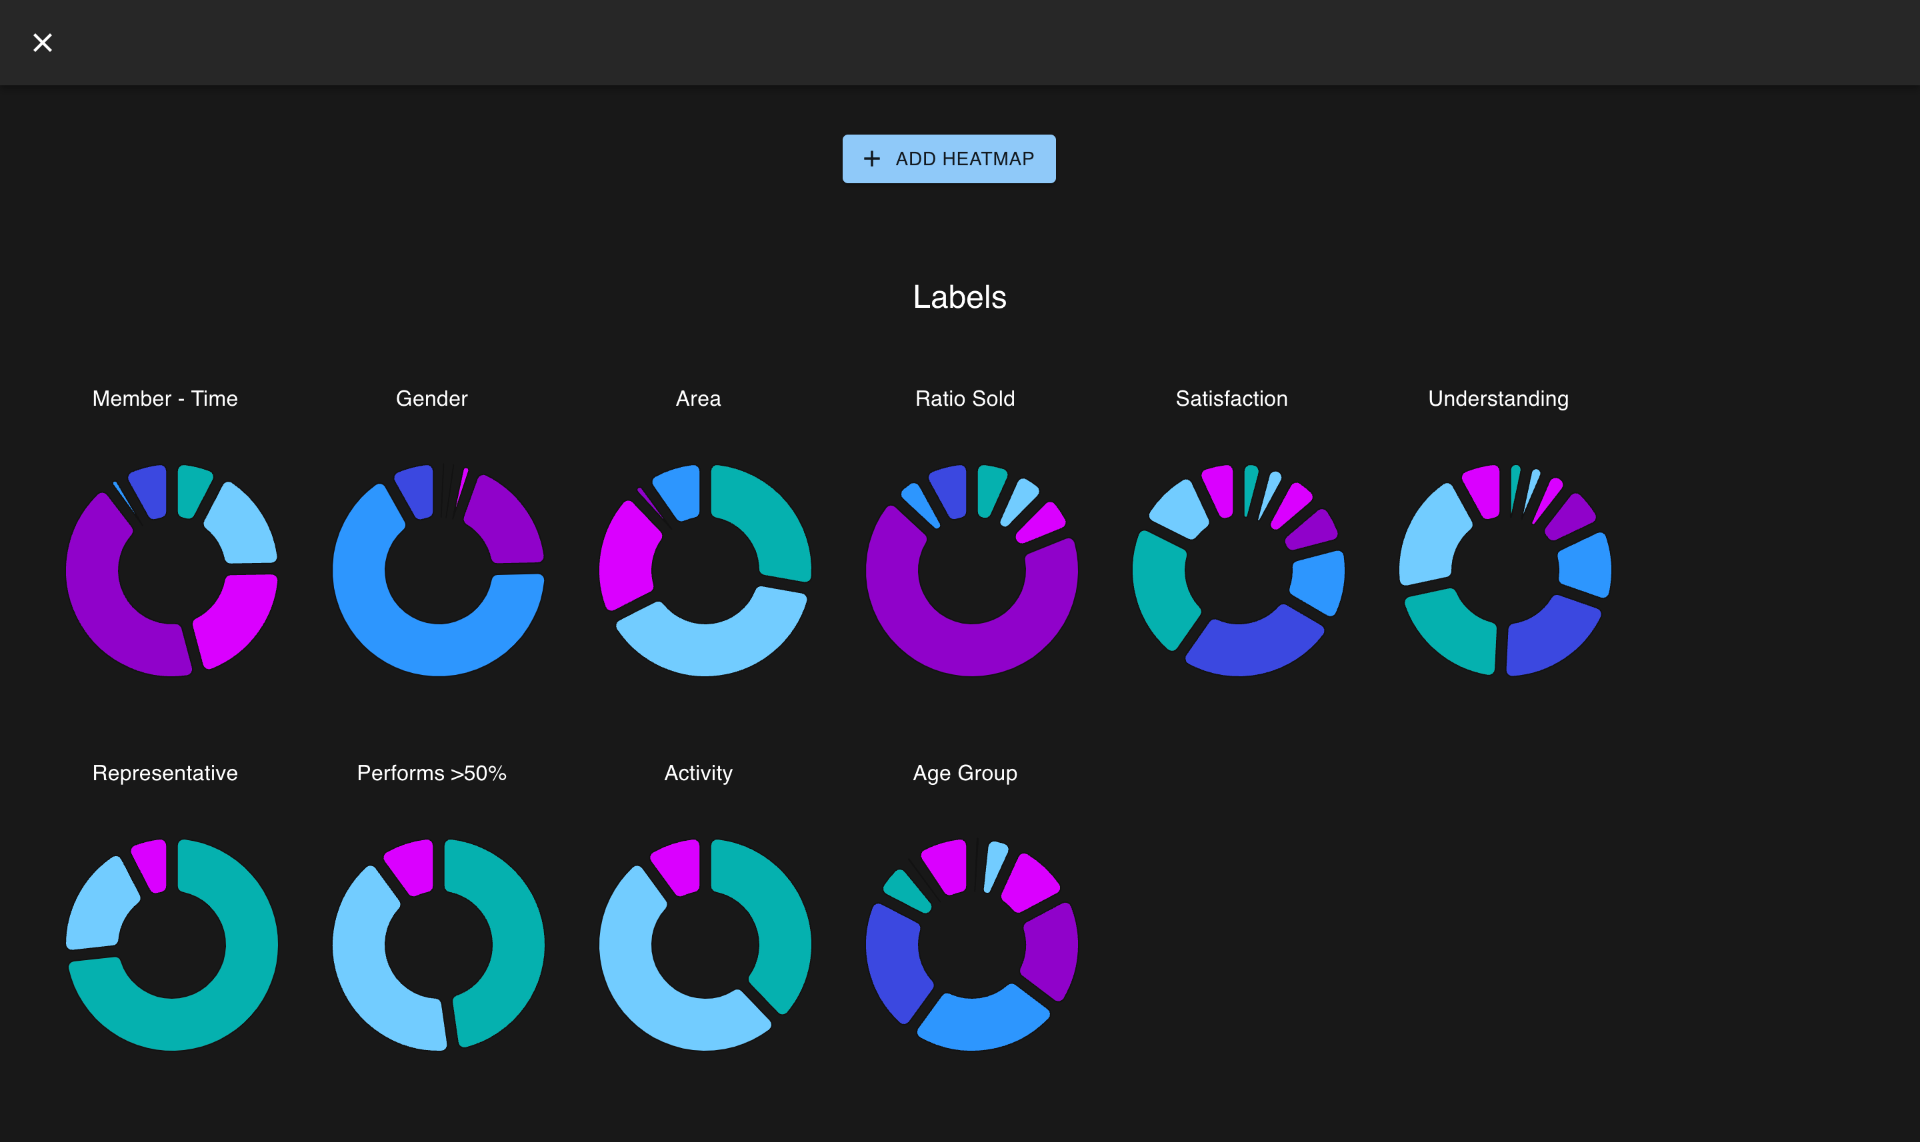 ADD HEATMAP
Labels
Member - Time
Gender
Area
Ratio Sold
Satisfaction
Understanding
Representative
Performs >50%
Activity
Age Group